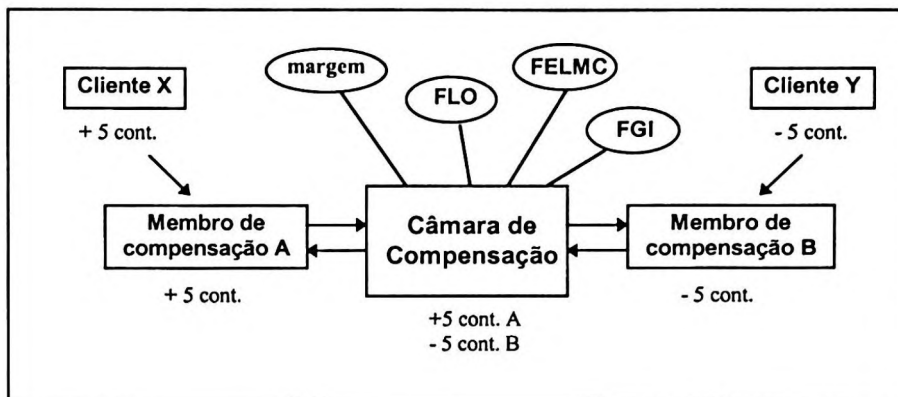 margem
FELMC
Cliente X
FLO
Cliente Y
+ 5 cont.
FGI
- 5 cont.
Membro de
compensação A
Câmara de
Compensação
Membro de
compensação B
+ 5 cont.
- 5 cont.
+5 cont. A
- 5 cont. B